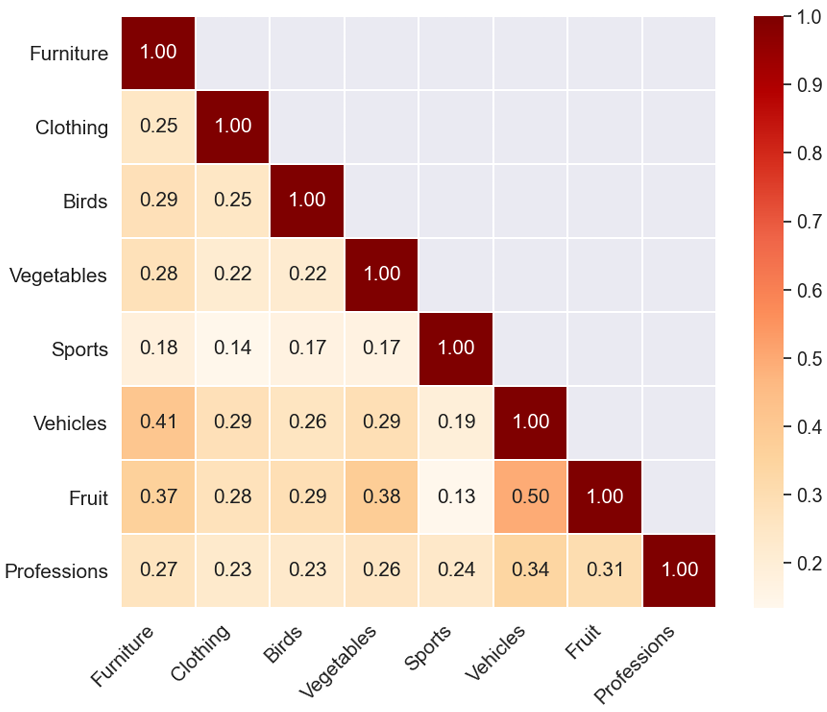 Furniture 1.00
Clothing 0.25 1.00
Birds 0.29 0.25 1.00
Vegetables 0.28 0.22 0.22 1.00
Sports 0.18 0.14 0.17 0.17 1.00
Vehicles 0.41 0.29 0.26 0.29 0.19 1.00
Fruit 0.37 0.28 0.29 0.38 0.13 0.50 1.00
Professions 0.27 0.23 0.23 0.26 0.24 0.34 0.31 1.00
Furniture Clothing Birds Vegetables Sports Vehicles Fruit Professions
1.0
0.9
0.8
0.7
0.6
0.5
0.4
0.3
0.2